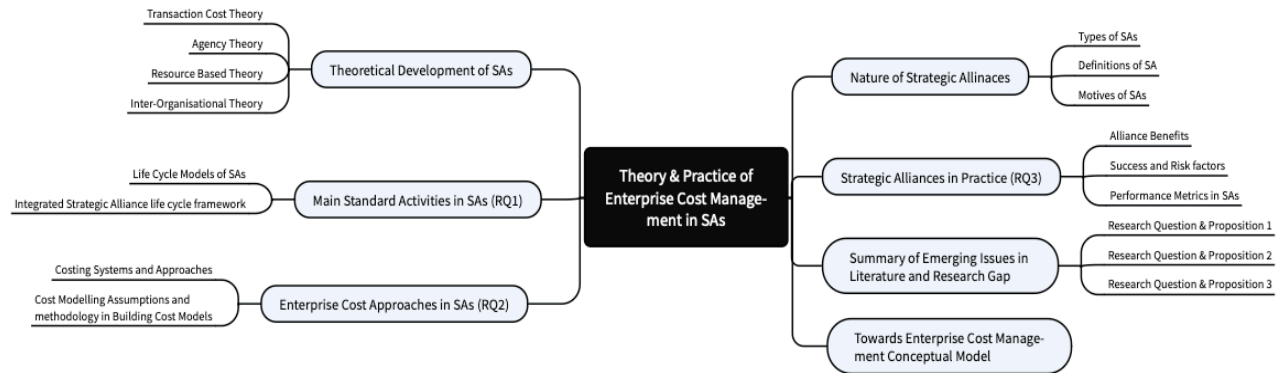 Transaction Cost Theory
Agency Theory
Resource Based Theory
Inter-Organisational Theory
Theoretical Development of SAs
Life Cycle Models of SAs
Integrated Strategic Alliance life cycle framework
Main Standard Activities in SAs (RQ1)
Costing Systems and Approaches
Cost Modelling Assumptions and
methodology in Building Cost Models
Enterprise Cost Approaches in SAs (RQ2)
Theory & Practice of
Enterprise Cost Manage-
ment in SAs
Nature of Strategic Allinaces
Types of SAs
Definitions of SA
Motives of SAs
Strategic Alliances in Practice (RQ3)
Alliance Benefits
Success and Risk factors
Performance Metrics in SAs
Summary of Emerging Issues in
Literature and Research Gap
Research Question & Proposition 1
Research Question & Proposition 2
Research Question & Proposition 3
Towards Enterprise Cost Manage-
ment Conceptual Model